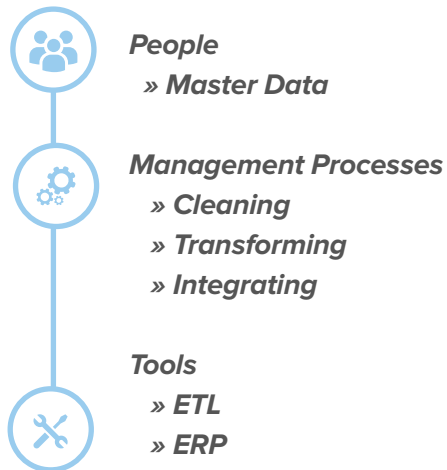 People
» Master Data
Management Processes
» Cleaning
» Transforming
» Integrating
Tools
» ETL
» ERP